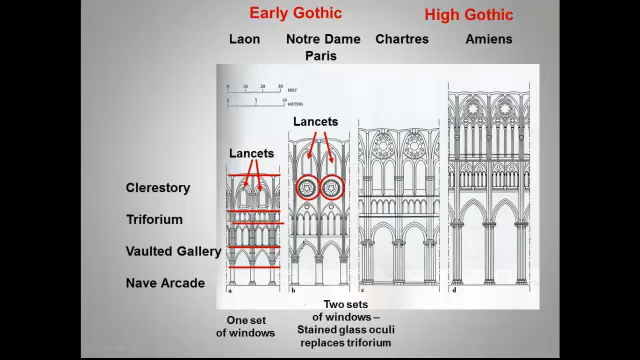 Early Gothic
High Gothic
Laon
Notre Dame
Paris
Chartres
Amiens
FEET
METERS
Lancets
Lancets
Clerestory
Triforium
Vaulted Gallery
Nave Arcade
a
b
c
d
One set
of windows
Two sets
of windows –
Stained glass oculi
replaces triforium